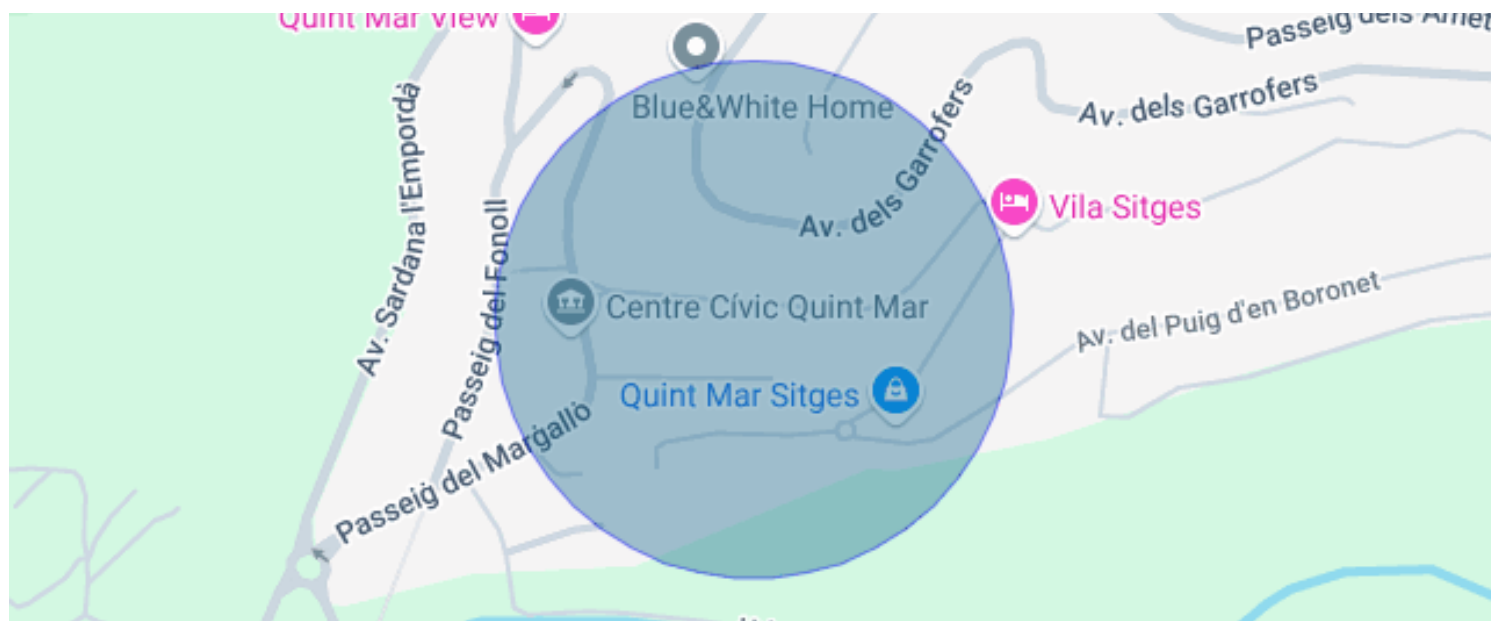 Quint Mar View
Passeig dels Amet
Blue&White Home
Av. dels Garrofers
Av. Sardana l'Empordà
Av. dels Garrofers
Vila Sitges
Passeig del Fonoll
Centre Cívic Quint Mar
Av. del Puig d'en Boronet
Quint Mar Sitges
Passeig del Margalló